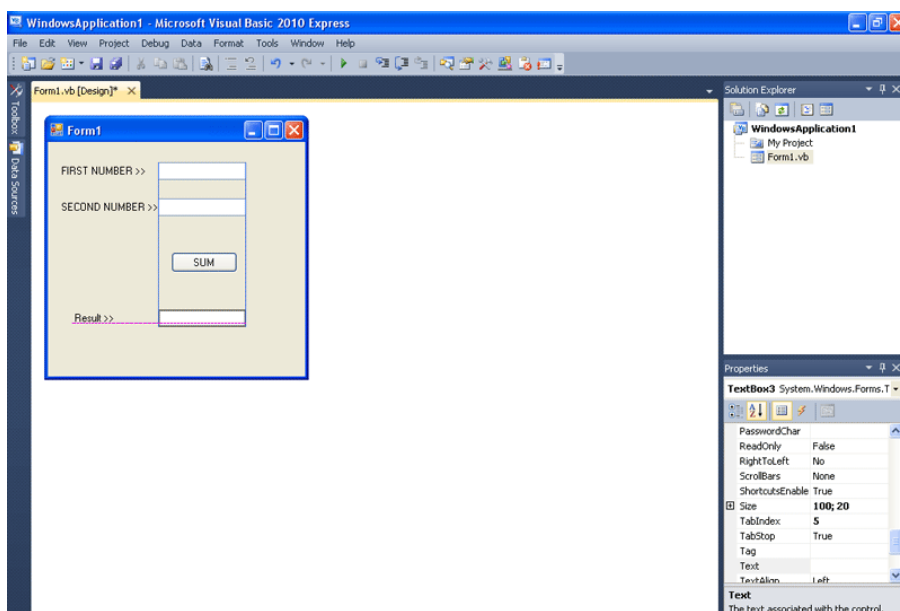 WindowsApplication1 - Microsoft Visual Basic 2010 Express
File Edit View Project Debug Data Format Tools Window Help
Toolbox
Data Sources
Form1.vb [Design]*
Form1
FIRST NUMBER >>
SECOND NUMBER >>
SUM
Result >>
Solution Explorer
WindowsApplication1
My Project
Form1.vb
Properties
TextBox3 System.Windows.Forms.T
PasswordChar
ReadOnly False
RightToLeft No
ScrollBars None
ShortcutsEnable True
Size 100; 20
TabIndex 5
TabStop True
Tag
Text
TextAlign Left
Text
The text associated with the control.